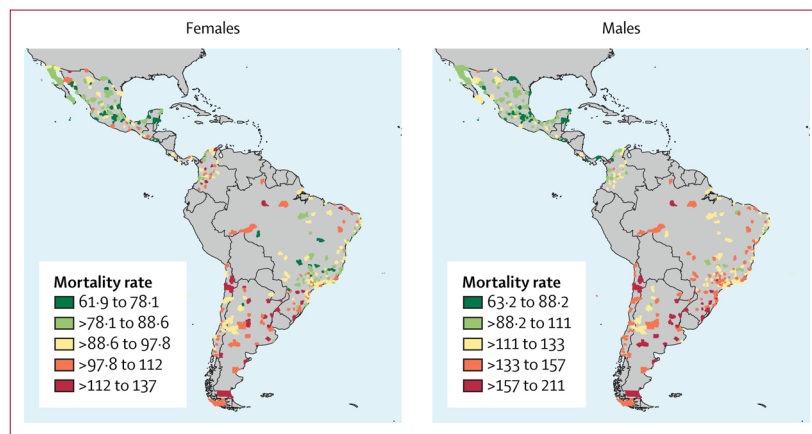 Females
Males
Mortality rate
61·9 to 78·1
>78·1 to 88·6
>88·6 to 97·8
>97·8 to 112
>112 to 137
Mortality rate
63·2 to 88·2
>88·2 to 111
>111 to 133
>133 to 157
>157 to 211